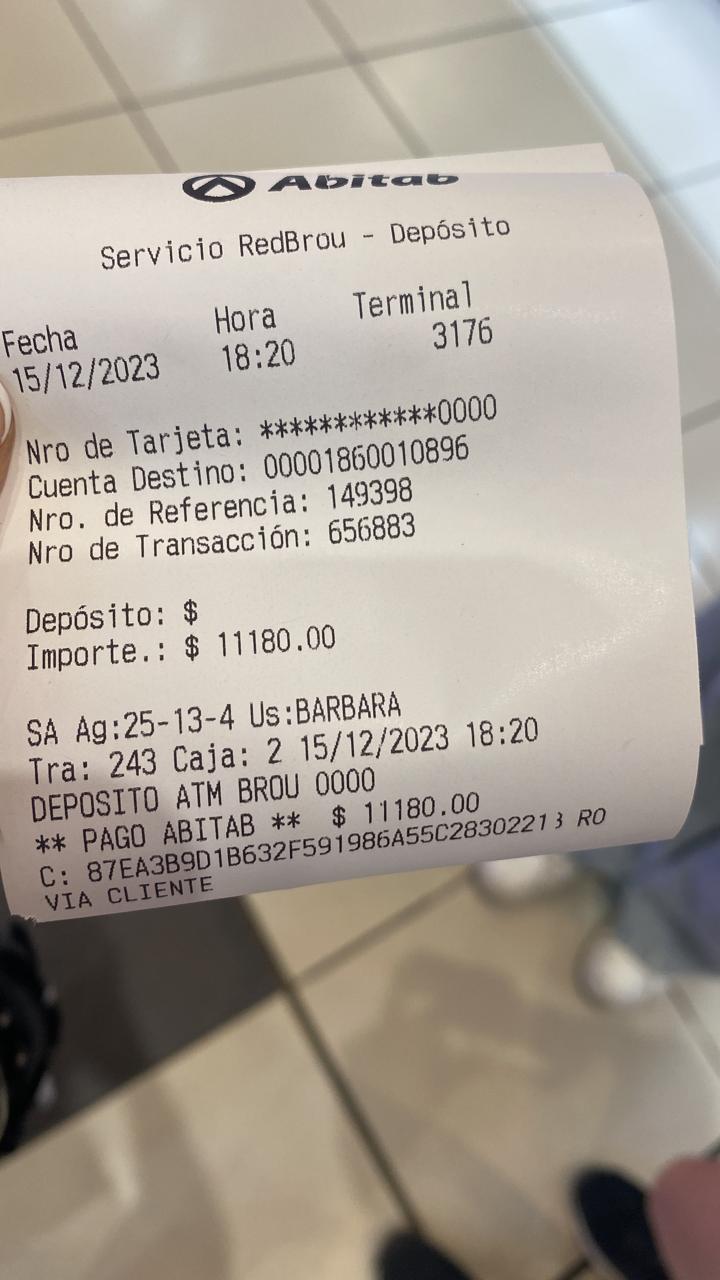 Abitab
Servicio RedBrou - Depósito
Fecha Hora Terminal
15/12/2023 18:20 3176
Nro de Tarjeta: ************0000
Cuenta Destino: 00001860010896
Nro. de Referencia: 149398
Nro de Transacción: 656883
Depósito: $
Importe.: $ 11180.00
SA Ag:25-13-4 Us:BARBARA
Tra: 243 Caja: 2 15/12/2023 18:20
DEPOSITO ATM BROU 0000
** PAGO ABITAB ** $ 11180.00
C: 87EA3B9D1B632F591986A55C28302213 RO
VIA CLIENTE